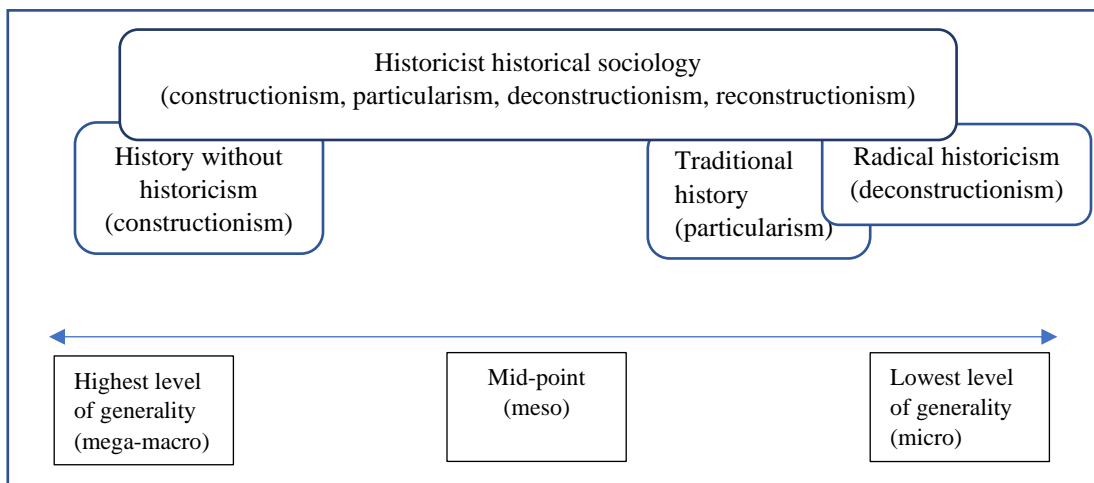 Historicist historical sociology
(constructionism, particularism, deconstructionism, reconstructionism)
History without
historicism
(constructionism)
Traditional
history
(particularism)
Radical historicism
(deconstructionism)
Highest level
of generality
(mega-macro)
Mid-point
(meso)
Lowest level
of generality
(micro)